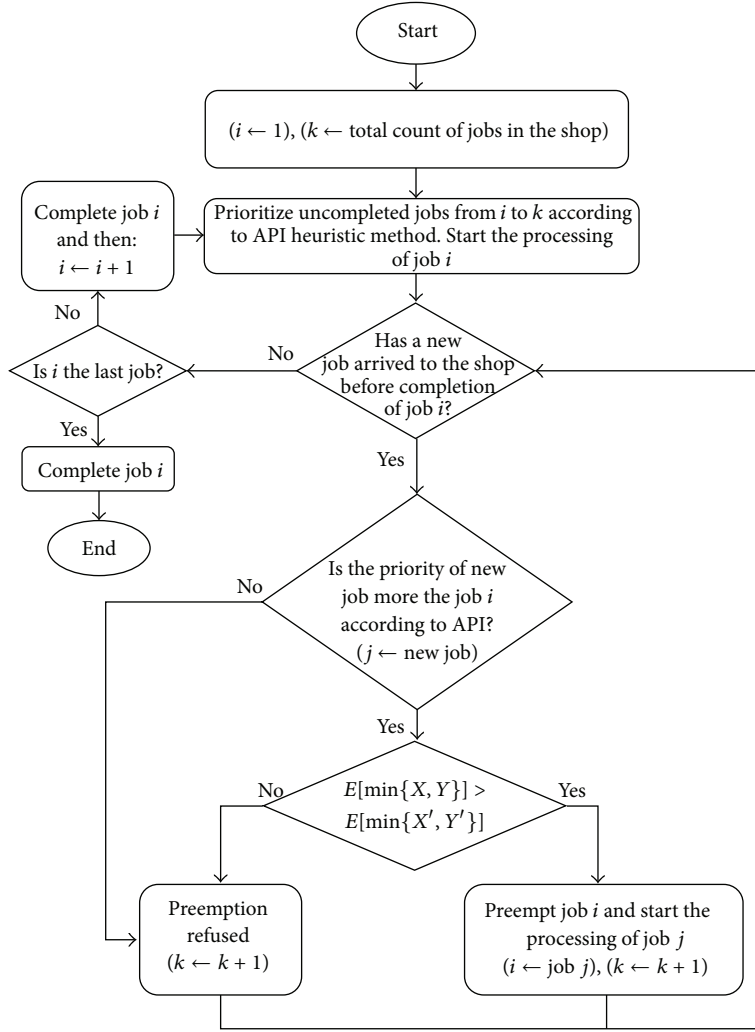 Start
(i ← 1), (k ← total count of jobs in the shop)
Complete job i
and then:
i ← i + 1
Prioritize uncompleted jobs from i to k according
to API heuristic method. Start the processing
of job i
No
Is i the last job?
No
Has a new
job arrived to the shop
before completion
of job i?
Yes
Complete job i
Yes
End
No
Is the priority of new
job more the job i
according to API?
(j ← new job)
Yes
No
E[min{X, Y}] >
E[min{X′, Y′}]
Yes
Preemption
refused
(k ← k + 1)
Preempt job i and start the
processing of job j
(i ← job j), (k ← k + 1)